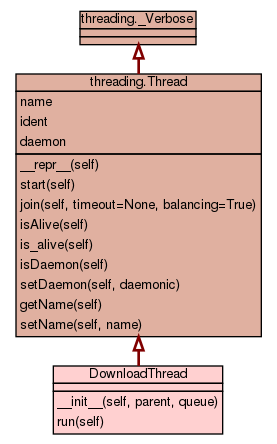 threading._Verbose
threading.Thread
name
ident
daemon
__repr__(self)
start(self)
join(self, timeout=None, balancing=True)
isAlive(self)
is_alive(self)
isDaemon(self)
setDaemon(self, daemonic)
getName(self)
setName(self, name)
DownloadThread
__init__(self, parent, queue)
run(self)